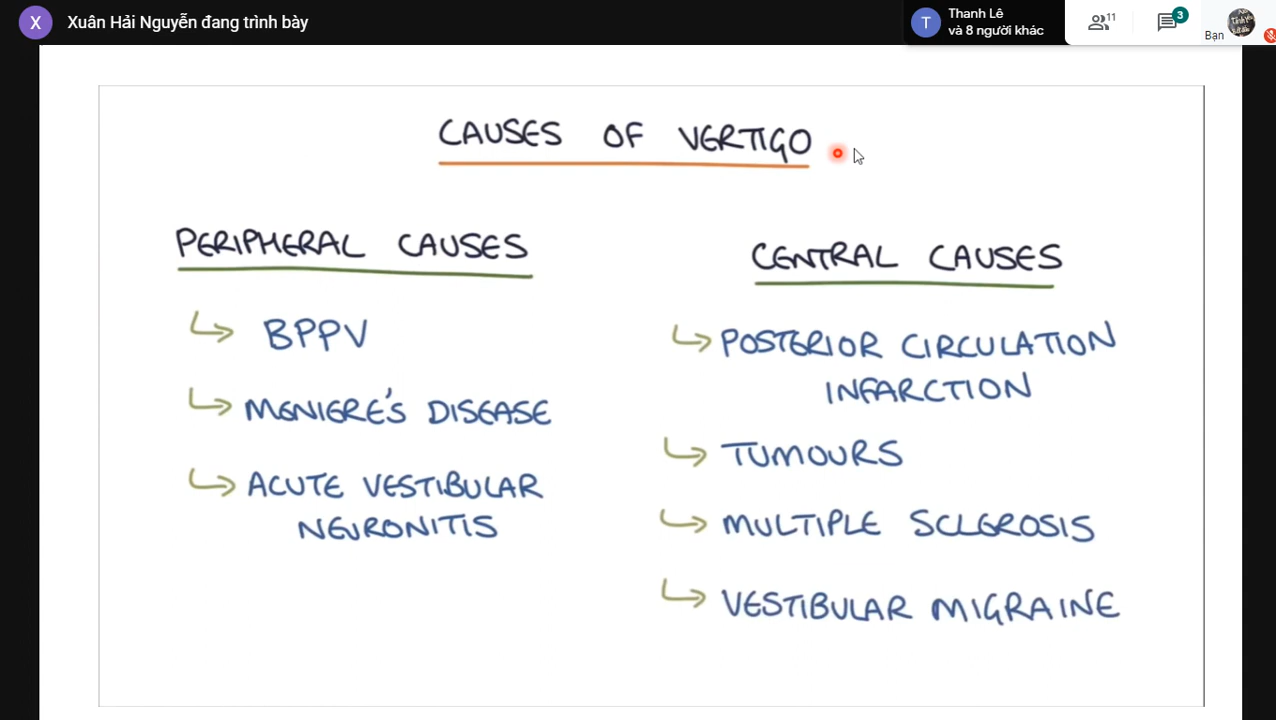 X Xuân Hải Nguyễn đang trình bày
T Thanh Lê
và 8 người khác
11
3
Bạn
CAUSES OF VERTIGO
PERIPHERAL CAUSES
BPPV
MENIERE'S DISEASE
ACUTE VESTIBULAR
NEURONITIS
CENTRAL CAUSES
POSTERIOR CIRCULATION
INFARCTION
TUMOURS
MULTIPLE SCLEROSIS
VESTIBULAR MIGRAINE